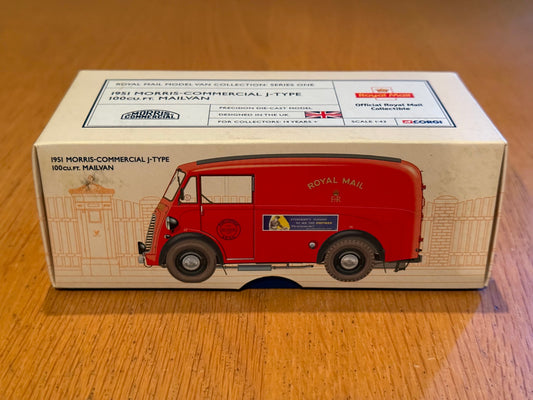 ROYAL MAIL MODEL VAN COLLECTION: SERIES ONE
1951 MORRIS-COMMERCIAL J-TYPE
100CU.FT. MAILVAN
MORRIS
COMMERCIAL
PRECISION DIE-CAST MODEL
DESIGNED IN THE UK
FOR COLLECTORS: 14 YEARS +
Royal Mail
Official Royal Mail
Collectible
SCALE 1:43
CORGI
1951 MORRIS-COMMERCIAL J-TYPE
100CU.FT. MAILVAN
ROYAL MAIL